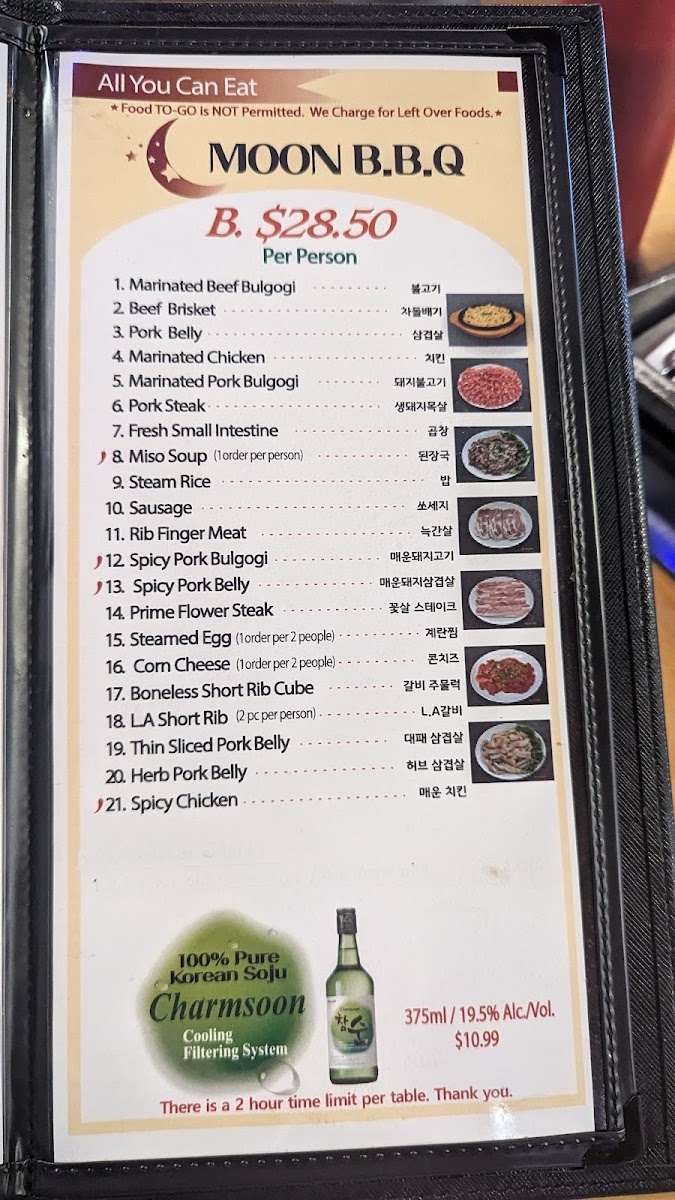 All You Can Eat
★Food TO-GO is NOT Permitted. We Charge for Left Over Foods.★
MOON B.B.Q
B. $28.50
Per Person
1. Marinated Beef Bulgogi 불고기
2. Beef Brisket 차돌배기
3. Pork Belly 삼겹살
4. Marinated Chicken 치킨
5. Marinated Pork Bulgogi 돼지불고기
6. Pork Steak 생돼지목살
7. Fresh Small Intestine 곱창
8. Miso Soup (1order per person) 된장국
9. Steam Rice 밥
10. Sausage 쏘세지
11. Rib Finger Meat 늑간살
12. Spicy Pork Bulgogi 매운돼지고기
13. Spicy Pork Belly 매운돼지삼겹살
14. Prime Flower Steak 꽃살 스테이크
15. Steamed Egg (1order per 2 people) 계란찜
16. Corn Cheese (1order per 2 people) 콘치즈
17. Boneless Short Rib Cube 갈비 주물럭
18. L.A Short Rib (2 pc per person) L.A갈비
19. Thin Sliced Pork Belly 대패 삼겹살
20. Herb Pork Belly 허브 삼겹살
21. Spicy Chicken 매운 치킨
100% Pure
Korean Soju
Charmsoon
Cooling
Filtering System
참순
375ml / 19.5% Alc./Vol.
$10.99
There is a 2 hour time limit per table. Thank you.